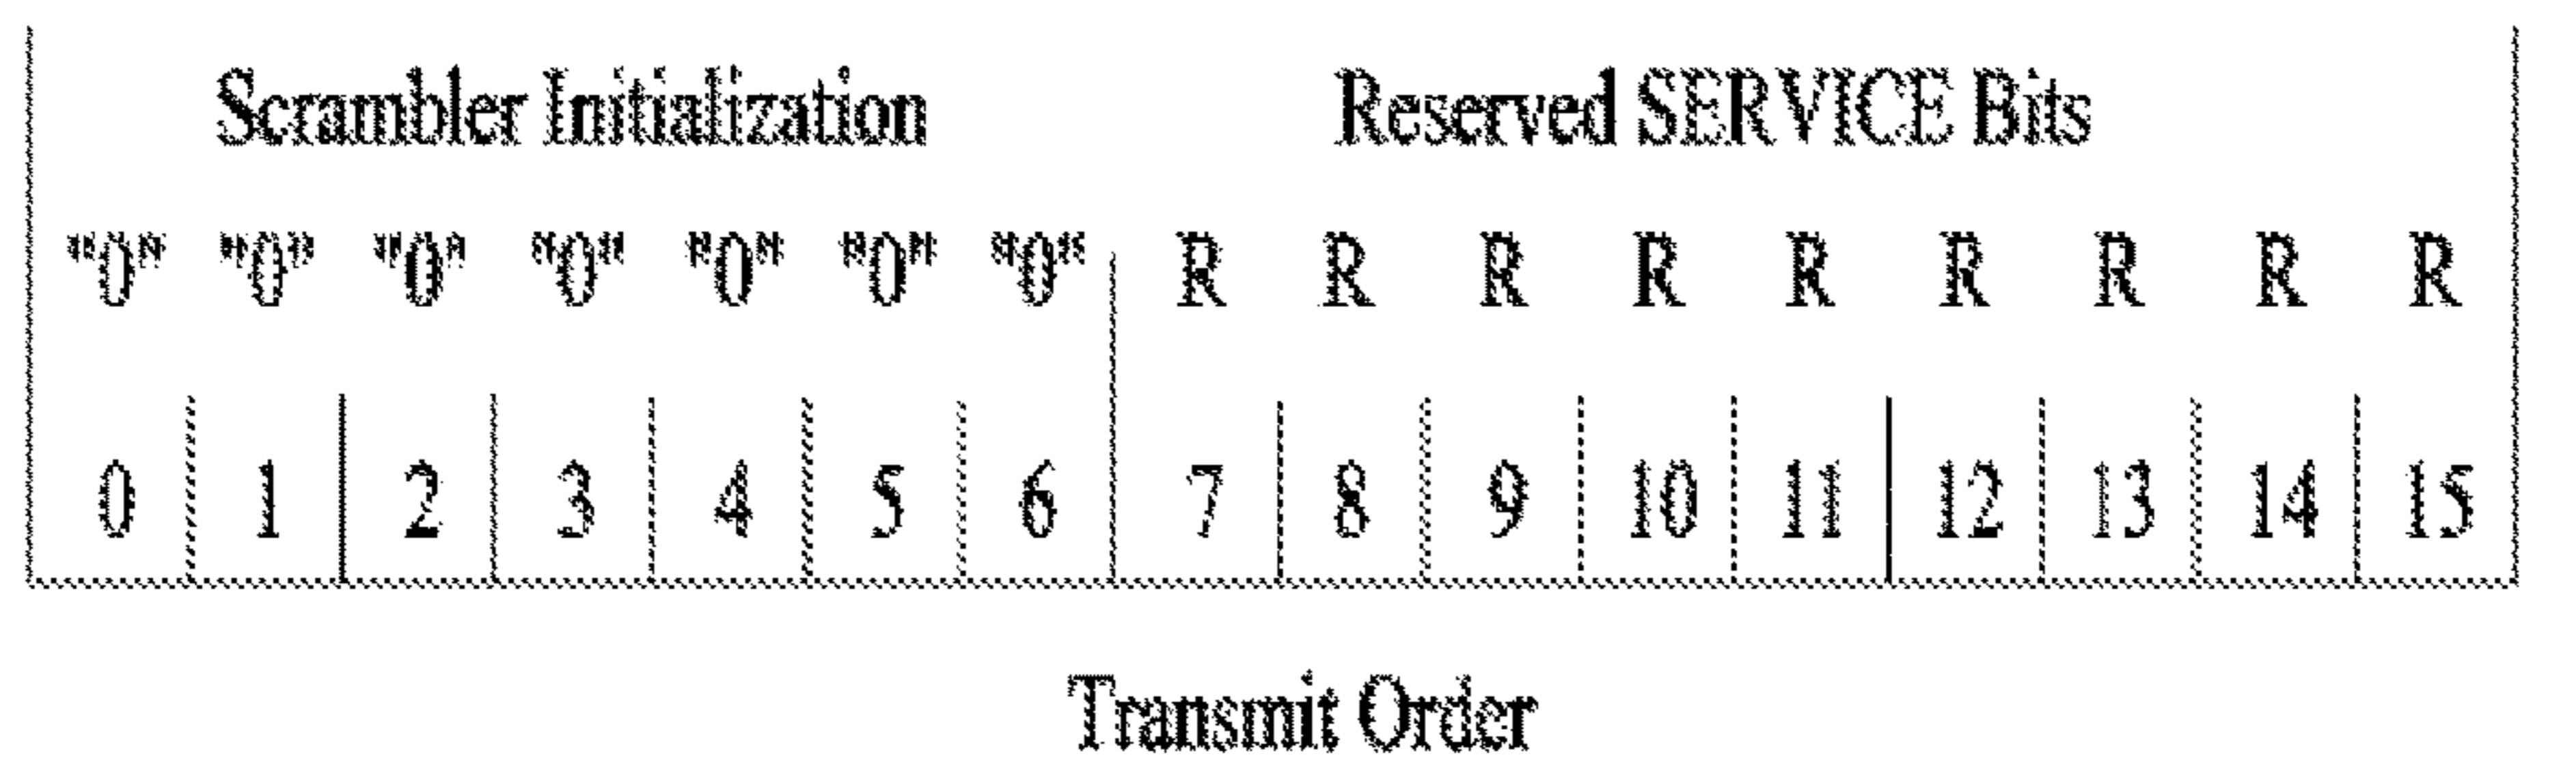 Scrambler Initialization Reserved SERVICE Bits
"0" "0" "0" "0" "0" "0" "0" R R R R R R R R R
0 1 2 3 4 5 6 7 8 9 10 11 12 13 14 15
Transmit Order